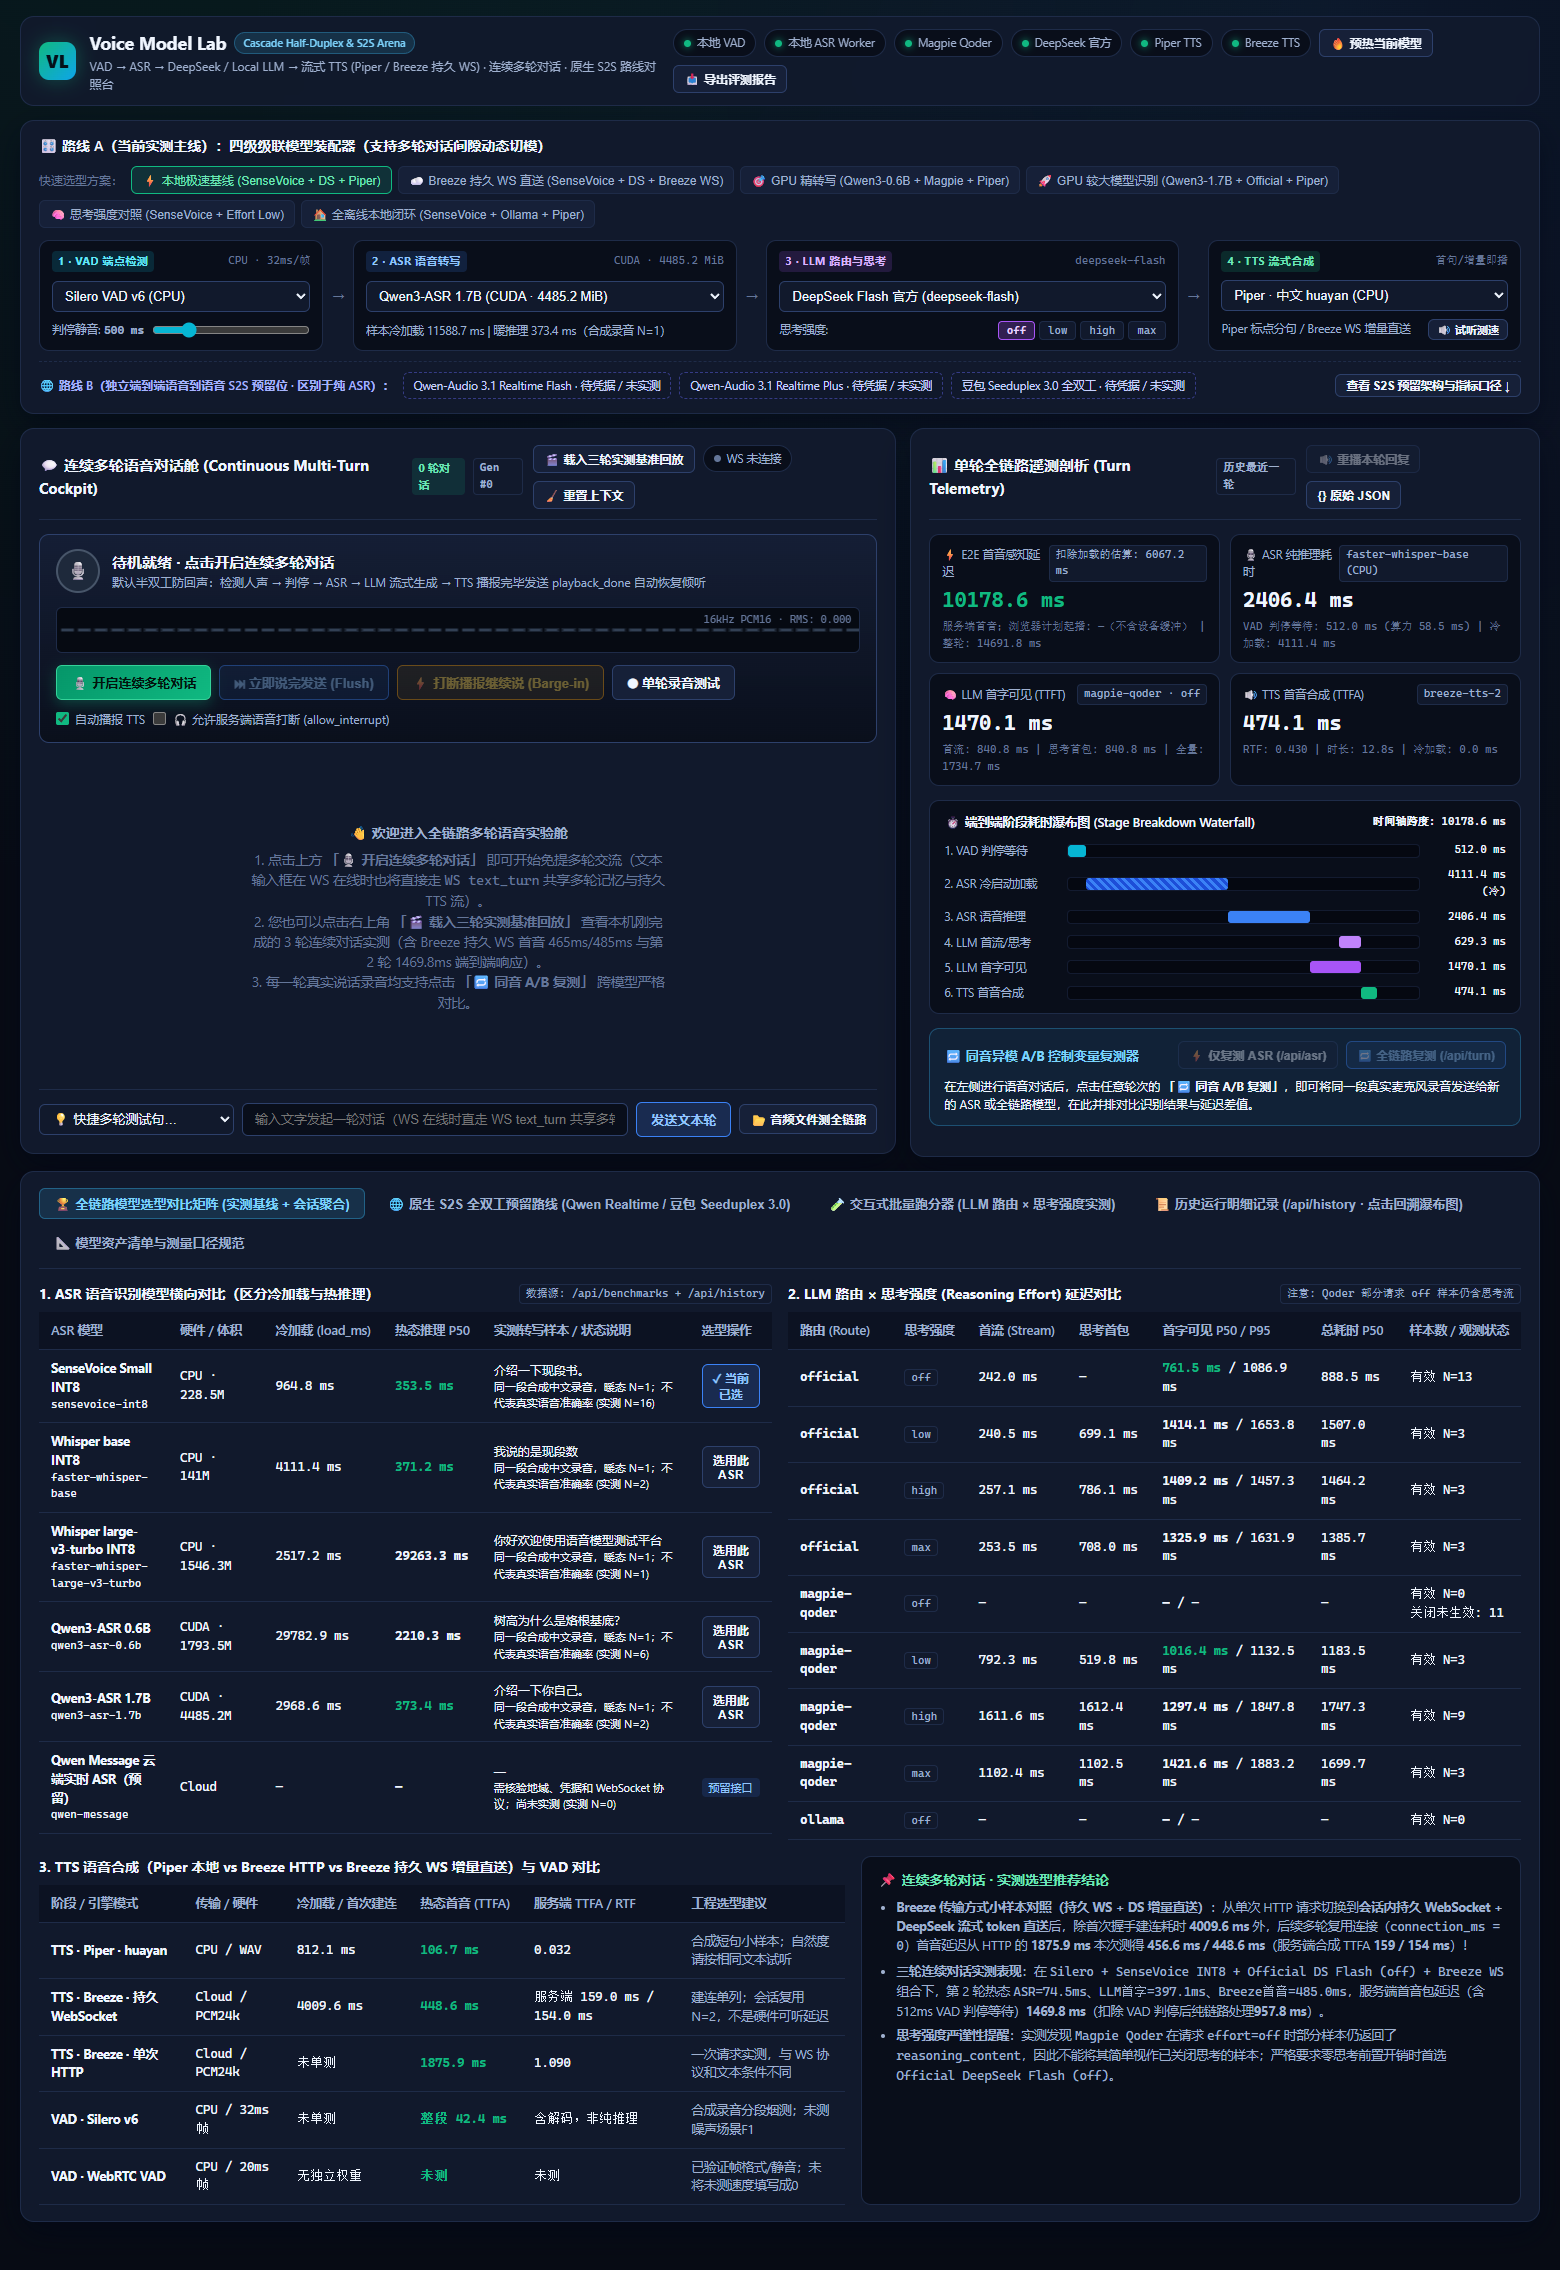 VL
Voice Model Lab
Cascade Half-Duplex & S2S Arena
VAD → ASR → DeepSeek / Local LLM → 流式 TTS (Piper / Breeze 持久 WS) · 连续多轮对话 · 原生 S2S 路线对
照台
本地 VAD
本地 ASR Worker
Magpie Qoder
DeepSeek 官方
Piper TTS
Breeze TTS
🔥 预热当前模型
📥 导出评测报告
🎛️ 路线 A（当前实测主线）：四级级联模型装配器（支持多轮对话间隙动态切模）
快速选型方案：
⚡ 本地极速基线 (SenseVoice + DS + Piper)
☁️ Breeze 持久 WS 直送 (SenseVoice + DS + Breeze WS)
🎯 GPU 精转写 (Qwen3-0.6B + Magpie + Piper)
🚀 GPU 较大模型识别 (Qwen3-1.7B + Official + Piper)
🧠 思考强度对照 (SenseVoice + Effort Low)
🏠 全离线本地闭环 (SenseVoice + Ollama + Piper)
1 · VAD 端点检测
CPU · 32ms/帧
Silero VAD v6 (CPU)
判停静音: 500 ms
→
2 · ASR 语音转写
CUDA · 4485.2 MiB
Qwen3-ASR 1.7B (CUDA · 4485.2 MiB)
样本冷加载 11588.7 ms | 暖推理 373.4 ms（合成录音 N=1）
→
3 · LLM 路由与思考
deepseek-flash
DeepSeek Flash 官方 (deepseek-flash)
思考强度:
off
low
high
max
→
4 · TTS 流式合成
首句/增量即播
Piper · 中文 huayan (CPU)
Piper 标点分句 / Breeze WS 增量直送
🔊 试听测速
🌐 路线 B（独立端到端语音到语音 S2S 预留位 · 区别于纯 ASR）：
Qwen-Audio 3.1 Realtime Flash · 待凭据 / 未实测
Qwen-Audio 3.1 Realtime Plus · 待凭据 / 未实测
豆包 Seeduplex 3.0 全双工 · 待凭据 / 未实测
查看 S2S 预留架构与指标口径 ↓
💬 连续多轮语音对话舱 (Continuous Multi-Turn
Cockpit)
0 轮对
话
Gen
#0
🎬 载入三轮实测基准回放
WS 未连接
🧹 重置上下文
🎙️ 待机就绪 · 点击开启连续多轮对话
默认半双工防回声：检测人声 → 判停 → ASR → LLM 流式生成 → TTS 播报完毕发送 playback_done 自动恢复倾听
16kHz PCM16 · RMS: 0.000
🎙️ 开启连续多轮对话
⏭ 立即说完发送 (Flush)
⚡ 打断播报继续说 (Barge-in)
● 单轮录音测试
自动播报 TTS
🎧 允许服务端语音打断 (allow_interrupt)
👋 欢迎进入全链路多轮语音实验舱
1. 点击上方 「🎙️ 开启连续多轮对话」 即可开始免提多轮交流（文本
输入框在 WS 在线时也将直接走 WS text_turn 共享多轮记忆与持久
TTS 流）。
2. 您也可以点击右上角 「🎬 载入三轮实测基准回放」 查看本机刚完
成的 3 轮连续对话实测（含 Breeze 持久 WS 首音 465ms/485ms 与第
2 轮 1469.8ms 端到端响应）。
3. 每一轮真实说话录音均支持点击 「🔁 同音 A/B 复测」 跨模型严格
对比。
💡 快捷多轮测试句...
输入文字发起一轮对话（WS 在线时直走 WS text_turn 共享多轮
发送文本轮
📂 音频文件测全链路
📊 单轮全链路遥测剖析 (Turn
Telemetry)
历史最近一
轮
🔊 重播本轮回复
{} 原始 JSON
⚡ E2E 首音感知延
迟
扣除加载的估算: 6067.2
ms
10178.6 ms
服务端首音; 浏览器计划起播: —（不含设备缓冲） |
整轮: 14691.8 ms
🎙️ ASR 纯推理耗
时
faster-whisper-base
(CPU)
2406.4 ms
VAD 判停等待: 512.0 ms (算力 58.5 ms) | 冷
加载: 4111.4 ms
🧠 LLM 首字可见 (TTFT)
magpie-qoder · off
1470.1 ms
首流: 840.8 ms | 思考首包: 840.8 ms | 全量:
1734.7 ms
🔊 TTS 首音合成 (TTFA)
breeze-tts-2
474.1 ms
RTF: 0.430 | 时长: 12.8s | 冷加载: 0.0 ms
⏱️ 端到端阶段耗时瀑布图 (Stage Breakdown Waterfall)
时间轴跨度: 10178.6 ms
1. VAD 判停等待
512.0 ms
2. ASR 冷启动加载
4111.4 ms
(冷)
3. ASR 语音推理
2406.4 ms
4. LLM 首流/思考
629.3 ms
5. LLM 首字可见
1470.1 ms
6. TTS 首音合成
474.1 ms
🔁 同音异模 A/B 控制变量复测器
⚡ 仅复测 ASR (/api/asr)
🔁 全链路复测 (/api/turn)
在左侧进行语音对话后，点击任意轮次的 「🔁 同音 A/B 复测」，即可将同一段真实麦克风录音发送给新
的 ASR 或全链路模型，在此并排对比识别结果与延迟差值。
🏆 全链路模型选型对比矩阵 (实测基线 + 会话聚合)
🌐 原生 S2S 全双工预留路线 (Qwen Realtime / 豆包 Seeduplex 3.0)
🧪 交互式批量跑分器 (LLM 路由 × 思考强度实测)
📜 历史运行明细记录 (/api/history · 点击回溯瀑布图)
📐 模型资产清单与测量口径规范
1. ASR 语音识别模型横向对比（区分冷加载与热推理）
数据源: /api/benchmarks + /api/history
ASR 模型
硬件 / 体积
冷加载 (load_ms)
热态推理 P50
实测转写样本 / 状态说明
选型操作
SenseVoice Small
INT8
sensevoice-int8
CPU ·
228.5M
964.8 ms
353.5 ms
介绍一下现段书。
同一段合成中文录音，暖态 N=1；不
代表真实语音准确率 (实测 N=16)
✓ 当前
已选
Whisper base
INT8
faster-whisper-
base
CPU ·
141M
4111.4 ms
371.2 ms
我说的是现段数
同一段合成中文录音，暖态 N=1；不
代表真实语音准确率 (实测 N=2)
选用此
ASR
Whisper large-
v3-turbo INT8
faster-whisper-
large-v3-turbo
CPU ·
1546.3M
2517.2 ms
29263.3 ms
你好欢迎使用语音模型测试平台
同一段合成中文录音，暖态 N=1；不
代表真实语音准确率 (实测 N=1)
选用此
ASR
Qwen3-ASR 0.6B
qwen3-asr-0.6b
CUDA ·
1793.5M
29782.9 ms
2210.3 ms
树高为什么是烙根基底？
同一段合成中文录音，暖态 N=1；不
代表真实语音准确率 (实测 N=6)
选用此
ASR
Qwen3-ASR 1.7B
qwen3-asr-1.7b
CUDA ·
4485.2M
2968.6 ms
373.4 ms
介绍一下你自己。
同一段合成中文录音，暖态 N=1；不
代表真实语音准确率 (实测 N=2)
选用此
ASR
Qwen Message 云
端实时 ASR（预
留）
qwen-message
Cloud
—
—
—
需核验地域、凭据和 WebSocket 协
议；尚未实测 (实测 N=0)
预留接口
2. LLM 路由 × 思考强度 (Reasoning Effort) 延迟对比
注意: Qoder 部分请求 off 样本仍含思考流
路由 (Route)
思考强度
首流 (Stream)
思考首包
首字可见 P50 / P95
总耗时 P50
样本数 / 观测状态
official
off
242.0 ms
—
761.5 ms / 1086.9
ms
888.5 ms
有效 N=13
official
low
240.5 ms
699.1 ms
1414.1 ms / 1653.8
ms
1507.0
ms
有效 N=3
official
high
257.1 ms
786.1 ms
1409.2 ms / 1457.3
ms
1464.2
ms
有效 N=3
official
max
253.5 ms
708.0 ms
1325.9 ms / 1631.9
ms
1385.7
ms
有效 N=3
magpie-
qoder
off
—
—
— / —
—
有效 N=0
关闭未生效: 11
magpie-
qoder
low
792.3 ms
519.8 ms
1016.4 ms / 1132.5
ms
1183.5
ms
有效 N=3
magpie-
qoder
high
1611.6 ms
1612.4
ms
1297.4 ms / 1847.8
ms
1747.3
ms
有效 N=9
magpie-
qoder
max
1102.4 ms
1102.5
ms
1421.6 ms / 1883.2
ms
1699.7
ms
有效 N=3
ollama
off
—
—
— / —
—
有效 N=0
3. TTS 语音合成（Piper 本地 vs Breeze HTTP vs Breeze 持久 WS 增量直送）与 VAD 对比
阶段 / 引擎模式
传输 / 硬件
冷加载 / 首次建连
热态首音 (TTFA)
服务端 TTFA / RTF
工程选型建议
TTS · Piper · huayan
CPU / WAV
812.1 ms
106.7 ms
0.032
合成短句小样本；自然度
请按相同文本试听
TTS · Breeze · 持久
WebSocket
Cloud /
PCM24k
4009.6 ms
448.6 ms
服务端 159.0 ms /
154.0 ms
建连单列；会话复用
N=2，不是硬件可听延迟
TTS · Breeze · 单次
HTTP
Cloud /
PCM24k
未单测
1875.9 ms
1.090
一次请求实测，与 WS 协
议和文本条件不同
VAD · Silero v6
CPU / 32ms
帧
未单测
整段 42.4 ms
含解码，非纯推理
合成录音分段烟测；未测
噪声场景F1
VAD · WebRTC VAD
CPU / 20ms
帧
无独立权重
未测
未测
已验证帧格式/静音；未
将未测速度填写成0
📌 连续多轮对话 · 实测选型推荐结论
• Breeze 传输方式小样本对照（持久 WS + DS 增量直送）：从单次 HTTP 请求切换到会话内持久 WebSocket +
DeepSeek 流式 token 直送后，除首次握手建连耗时 4009.6 ms 外，后续多轮复用连接（connection_ms =
0）首音延迟从 HTTP 的 1875.9 ms 本次测得 456.6 ms / 448.6 ms（服务端合成 TTFA 159 / 154 ms）！
• 三轮连续对话实测表现：在 Silero + SenseVoice INT8 + Official DS Flash (off) + Breeze WS
组合下，第 2 轮热态 ASR=74.5ms、LLM首字=397.1ms、Breeze首音=485.0ms，服务端首音包延迟（含
512ms VAD 判停等待）1469.8 ms（扣除 VAD 判停后纯链路处理957.8 ms）。
• 思考强度严谨性提醒：实测发现 Magpie Qoder 在请求 effort=off 时部分样本仍返回了
reasoning_content，因此不能将其简单视作已关闭思考的样本；严格要求零思考前置开销时首选
Official DeepSeek Flash (off)。